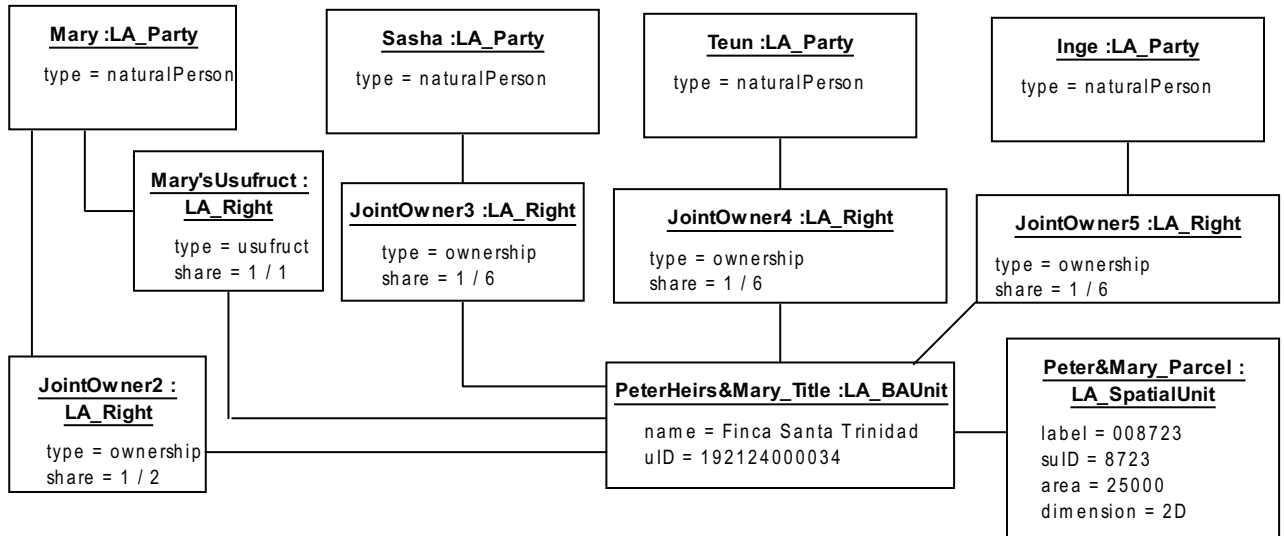 Mary :LA_Party
type = naturalPerson
Sasha :LA_Party
type = naturalPerson
Teun :LA_Party
type = naturalPerson
Inge :LA_Party
type = naturalPerson
Mary'sUsufruct :
LA_Right
type = usufruct
share = 1 / 1
JointOwner3 :LA_Right
type = ownership
share = 1 / 6
JointOwner4 :LA_Right
type = ownership
share = 1 / 6
JointOwner5 :LA_Right
type = ownership
share = 1 / 6
JointOwner2 :
LA_Right
type = ownership
share = 1 / 2
PeterHeirs&Mary_Title :LA_BAUnit
name = Finca Santa Trinidad
uID = 192124000034
Peter&Mary_Parcel :
LA_SpatialUnit
label = 008723
suID = 8723
area = 25000
dimension = 2D